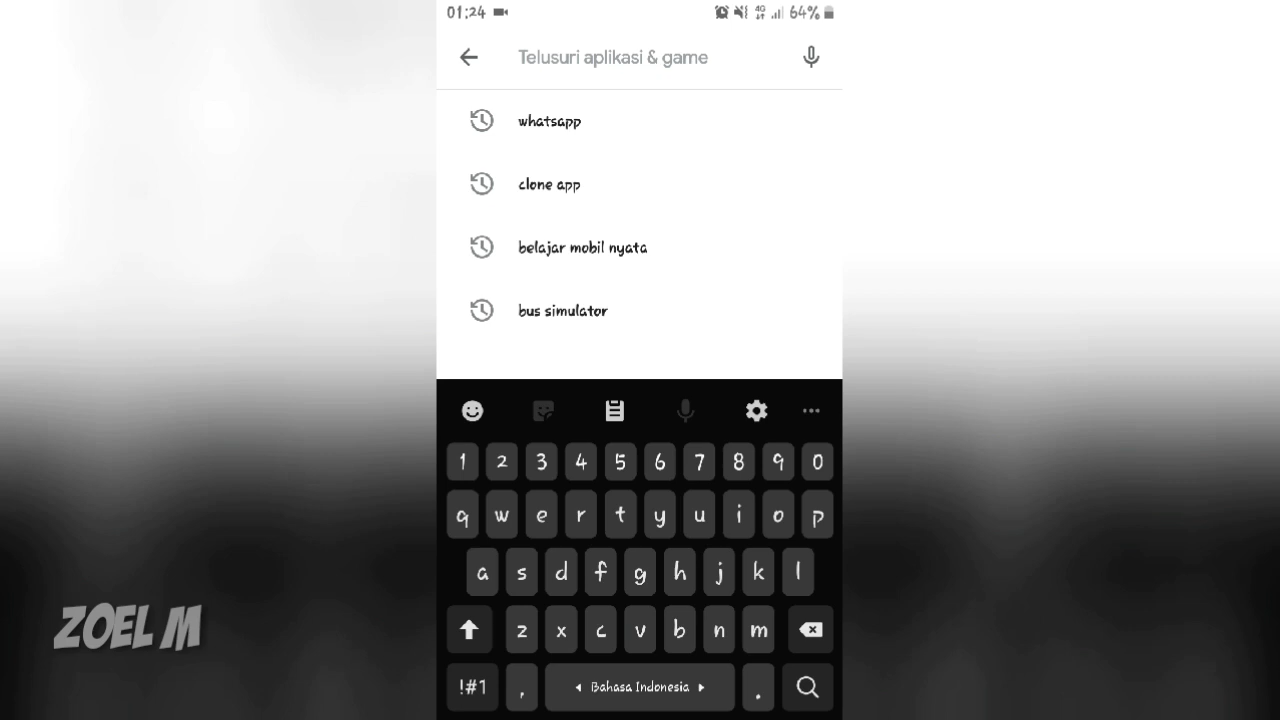 01:24 4G 64%
Telusuri aplikasi & game
whatsapp
clone app
belajar mobil nyata
bus simulator
1 2 3 4 5 6 7 8 9 0
q w e r t y u i o p
a s d f g h j k l
z x c v b n m
!#1 , Bahasa Indonesia .
ZOEL M